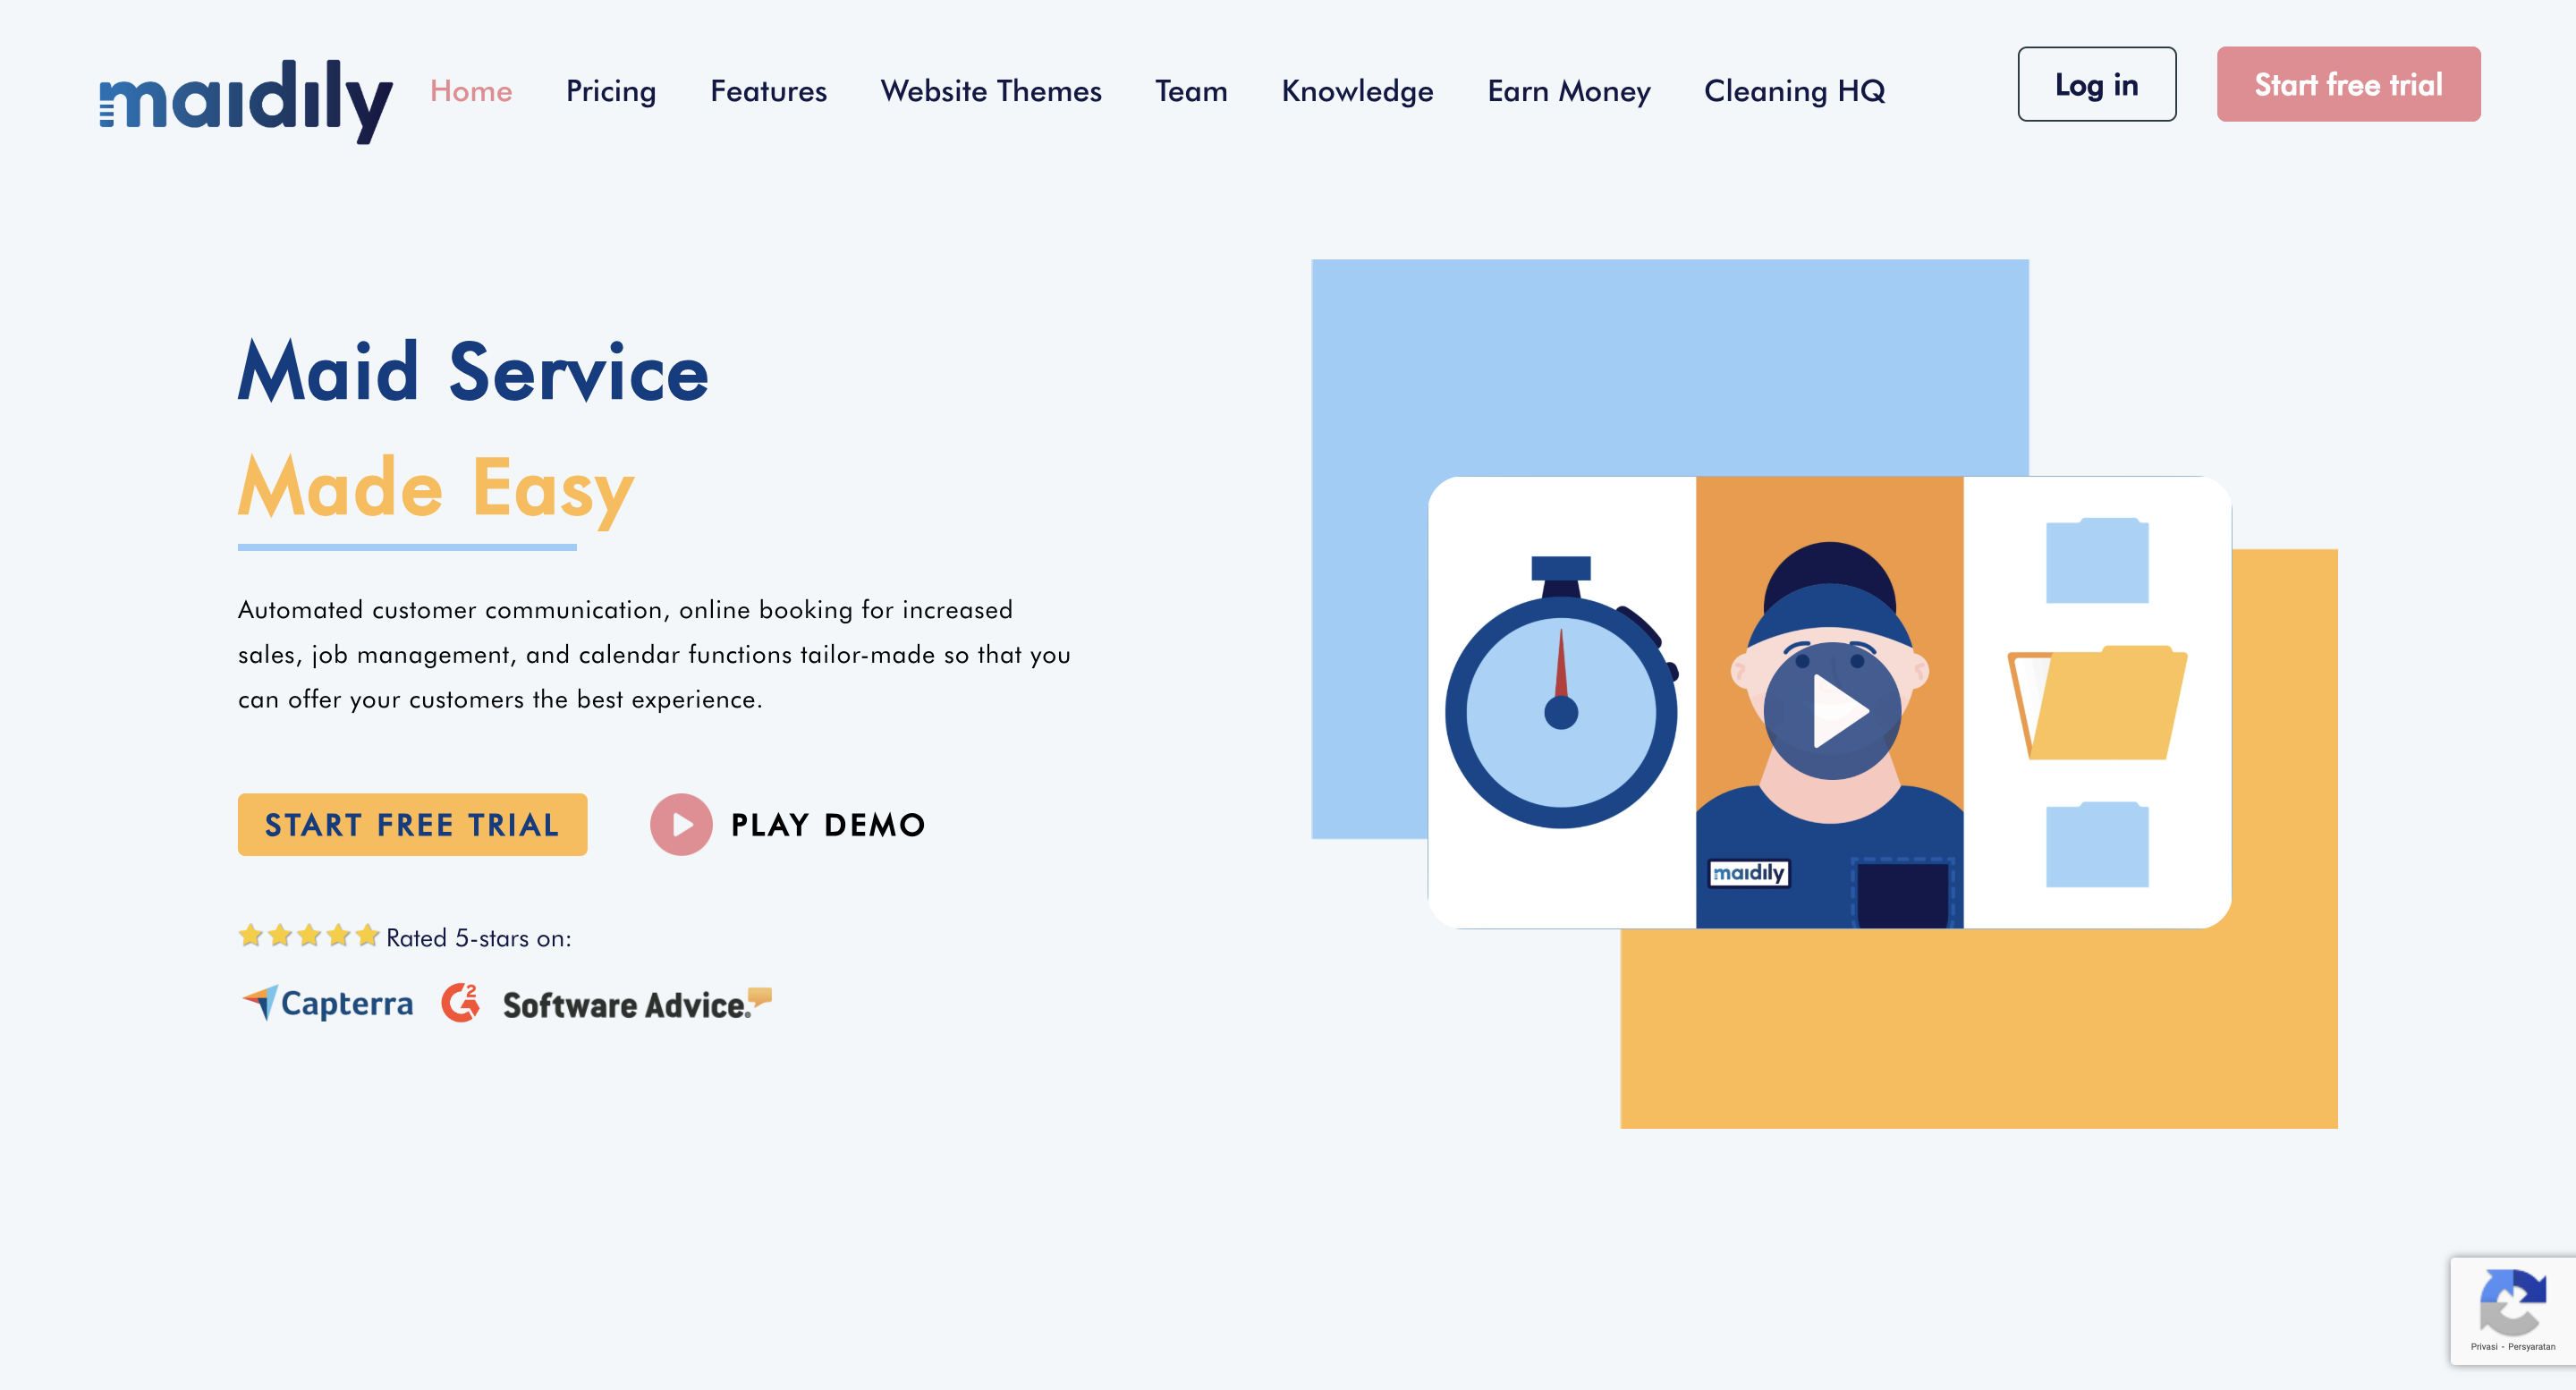 maidily
Home Pricing Features Website Themes Team Knowledge Earn Money Cleaning HQ Log in Start free trial
Maid Service
Made Easy
Automated customer communication, online booking for increased
sales, job management, and calendar functions tailor-made so that you
can offer your customers the best experience.
START FREE TRIAL PLAY DEMO
Rated 5-stars on:
Capterra G2 Software Advice.
maidily
Privasi - Persyaratan